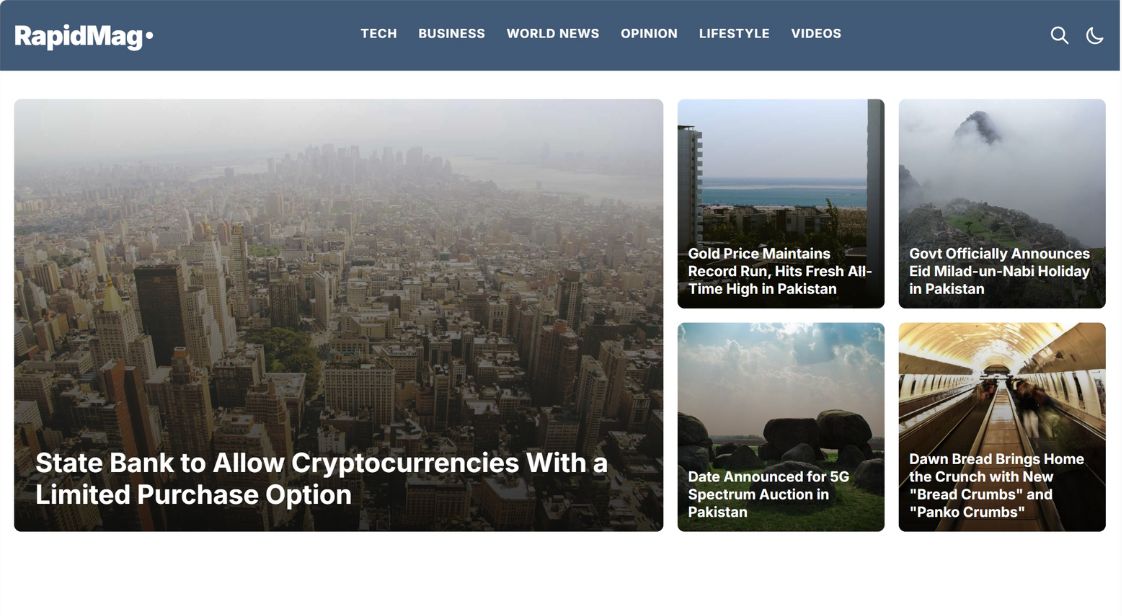 RapidMag
TECH BUSINESS WORLD NEWS OPINION LIFESTYLE VIDEOS
State Bank to Allow Cryptocurrencies With a
Limited Purchase Option
Gold Price Maintains
Record Run, Hits Fresh All-
Time High in Pakistan
Govt Officially Announces
Eid Milad-un-Nabi Holiday
in Pakistan
Date Announced for 5G
Spectrum Auction in
Pakistan
Dawn Bread Brings Home
the Crunch with New
"Bread Crumbs" and
"Panko Crumbs"